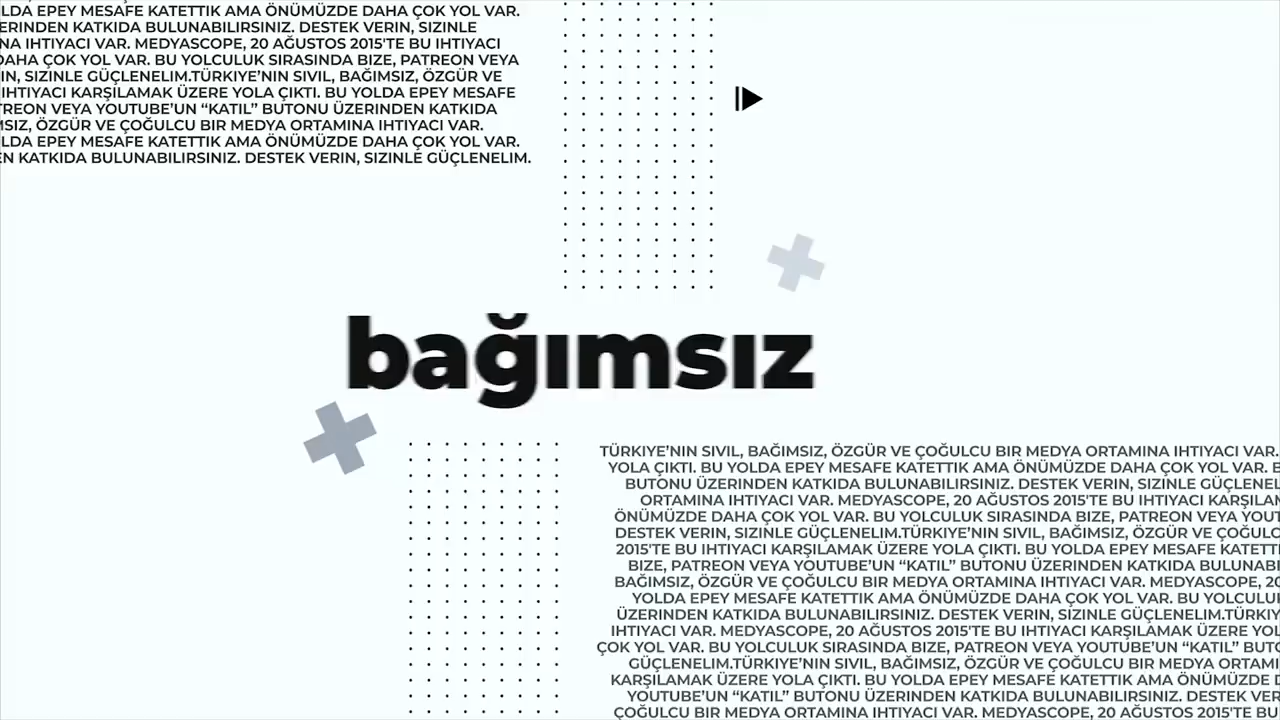 LDA EPEY MESAFE KATETTIK AMA ÖNÜMÜZDE DAHA ÇOK YOL VAR.
ERINDEN KATKIDA BULUNABILIRSINIZ. DESTEK VERIN, SIZINLE
NA IHTIYACI VAR. MEDYASCOPE, 20 AĞUSTOS 2015'TE BU IHTIYACI
DAHA ÇOK YOL VAR. BU YOLCULUK SIRASINDA BIZE, PATREON VEYA
IN, SIZINLE GÜÇLENELIM.TÜRKIYE'NIN SIVIL, BAĞIMSIZ, ÖZGÜR VE
IHTIYACI KARŞILAMAK ÜZERE YOLA ÇIKTI. BU YOLDA EPEY MESAFE
TREON VEYA YOUTUBE'UN “KATIL” BUTONU ÜZERINDEN KATKIDA
MSIZ, ÖZGÜR VE ÇOĞULCU BIR MEDYA ORTAMINA IHTIYACI VAR.
LDA EPEY MESAFE KATETTIK AMA ÖNÜMÜZDE DAHA ÇOK YOL VAR.
EN KATKIDA BULUNABILIRSINIZ. DESTEK VERIN, SIZINLE GÜÇLENELIM.
bağımsız
TÜRKIYE'NIN SIVIL, BAĞIMSIZ, ÖZGÜR VE ÇOĞULCU BIR MEDYA ORTAMINA IHTIYACI VAR.
YOLA ÇIKTI. BU YOLDA EPEY MESAFE KATETTIK AMA ÖNÜMÜZDE DAHA ÇOK YOL VAR. B
BUTONU ÜZERINDEN KATKIDA BULUNABILIRSINIZ. DESTEK VERIN, SIZINLE GÜÇLENEL
ORTAMINA IHTIYACI VAR. MEDYASCOPE, 20 AĞUSTOS 2015'TE BU IHTIYACI KARŞILAN
ÖNÜMÜZDE DAHA ÇOK YOL VAR. BU YOLCULUK SIRASINDA BIZE, PATREON VEYA YOUT
DESTEK VERIN, SIZINLE GÜÇLENELIM.TÜRKIYE'NIN SIVIL, BAĞIMSIZ, ÖZGÜR VE ÇOĞULC
2015'TE BU IHTIYACI KARŞILAMAK ÜZERE YOLA ÇIKTI. BU YOLDA EPEY MESAFE KATETT
BIZE, PATREON VEYA YOUTUBE'UN “KATIL” BUTONU ÜZERINDEN KATKIDA BULUNABI
BAĞIMSIZ, ÖZGÜR VE ÇOĞULCU BIR MEDYA ORTAMINA IHTIYACI VAR. MEDYASCOPE, 20
YOLDA EPEY MESAFE KATETTIK AMA ÖNÜMÜZDE DAHA ÇOK YOL VAR. BU YOLCULU
ÜZERINDEN KATKIDA BULUNABILIRSINIZ. DESTEK VERIN, SIZINLE GÜÇLENELIM.TÜRKIY
IHTIYACI VAR. MEDYASCOPE, 20 AĞUSTOS 2015'TE BU IHTIYACI KARŞILAMAK ÜZERE YOL
ÇOK YOL VAR. BU YOLCULUK SIRASINDA BIZE, PATREON VEYA YOUTUBE'UN “KATIL” BUTO
GÜÇLENELIM.TÜRKIYE'NIN SIVIL, BAĞIMSIZ, ÖZGÜR VE ÇOĞULCU BIR MEDYA ORTAMI
KARŞILAMAK ÜZERE YOLA ÇIKTI. BU YOLDA EPEY MESAFE KATETTIK AMA ÖNÜMÜZDE D
YOUTUBE'UN “KATIL” BUTONU ÜZERINDEN KATKIDA BULUNABILIRSINIZ. DESTEK VER
ÇOĞULCU BIR MEDYA ORTAMINA IHTIYACI VAR. MEDYASCOPE, 20 AĞUSTOS 2015'TE BU